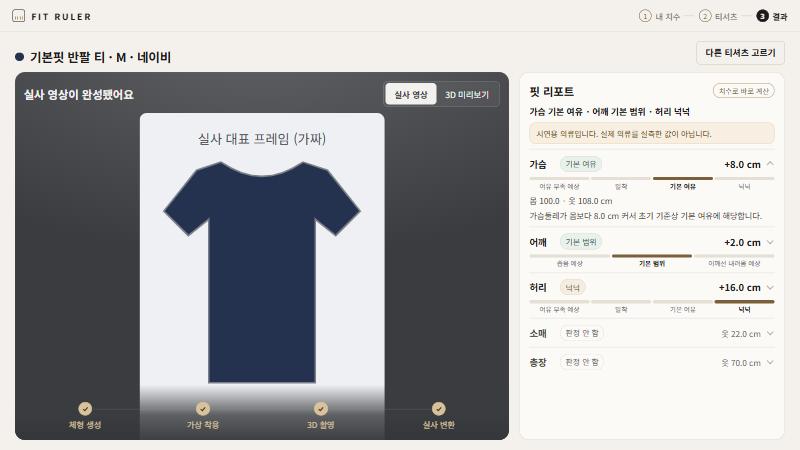 FIT RULER
1 내 치수
2 티셔츠
3 결과
기본핏 반팔 티 · M · 네이비
다른 티셔츠 고르기
실사 영상이 완성됐어요
실사 영상
3D 미리보기
실사 대표 프레임 (가짜)
체형 생성
가상 착용
3D 촬영
실사 변환
핏 리포트
치수로 바로 계산
가슴 기본 여유 · 어깨 기본 범위 · 허리 넉넉
시연용 의류입니다. 실제 의류를 실측한 값이 아닙니다.
가슴 기본 여유 +8.0 cm
여유 부족 예상 밀착 기본 여유 넉넉
몸 100.0 · 옷 108.0 cm
가슴둘레가 몸보다 8.0 cm 커서 초기 기준상 기본 여유에 해당합니다.
어깨 기본 범위 +2.0 cm
좁음 예상 기본 범위 어깨선 내려옴 예상
허리 넉넉 +16.0 cm
여유 부족 예상 밀착 기본 여유 넉넉
소매 판정 안 함 옷 22.0 cm
총장 판정 안 함 옷 70.0 cm